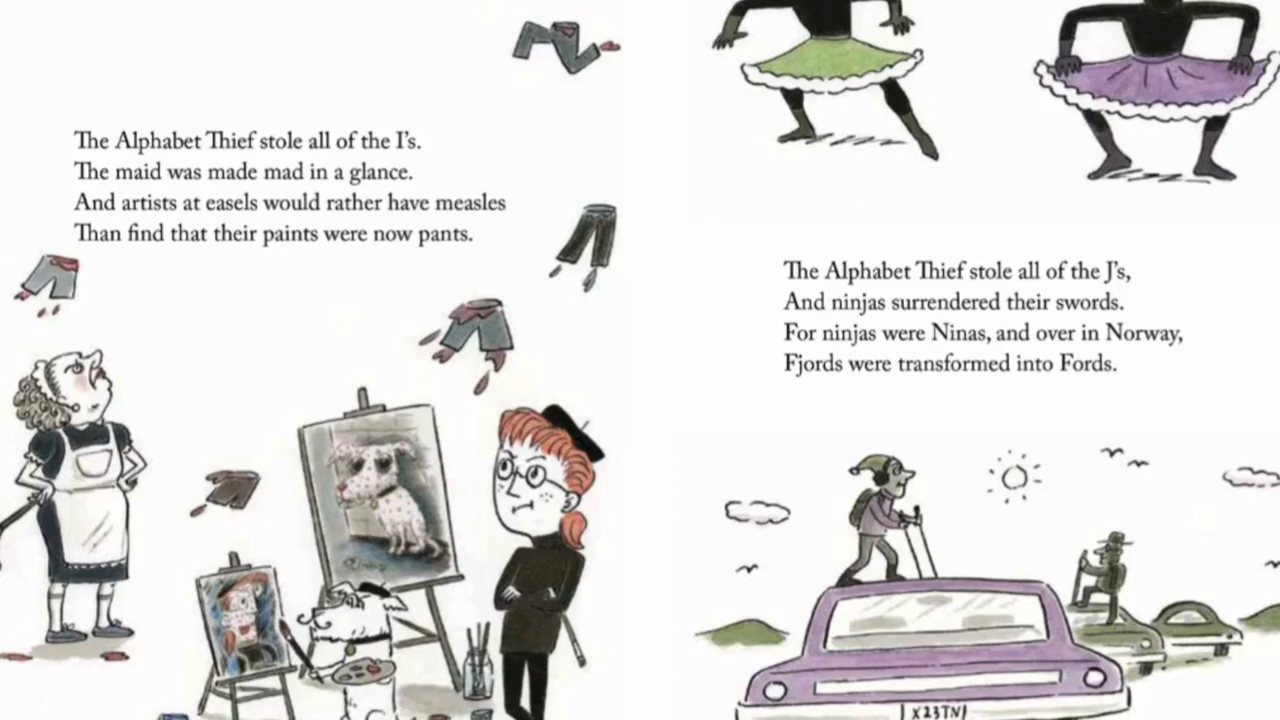 The Alphabet Thief stole all of the I's.
The maid was made mad in a glance.
And artists at easels would rather have measles
Than find that their paints were now pants.
The Alphabet Thief stole all of the J's,
And ninjas surrendered their swords.
For ninjas were Ninas, and over in Norway,
Fjords were transformed into Fords.